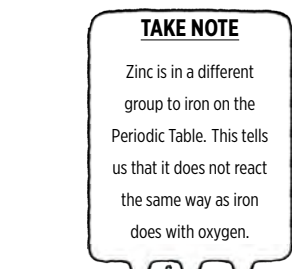 TAKE NOTE
Zinc is in a different
group to iron on the
Periodic Table. This tells
us that it does not react
the same way as iron
does with oxygen.